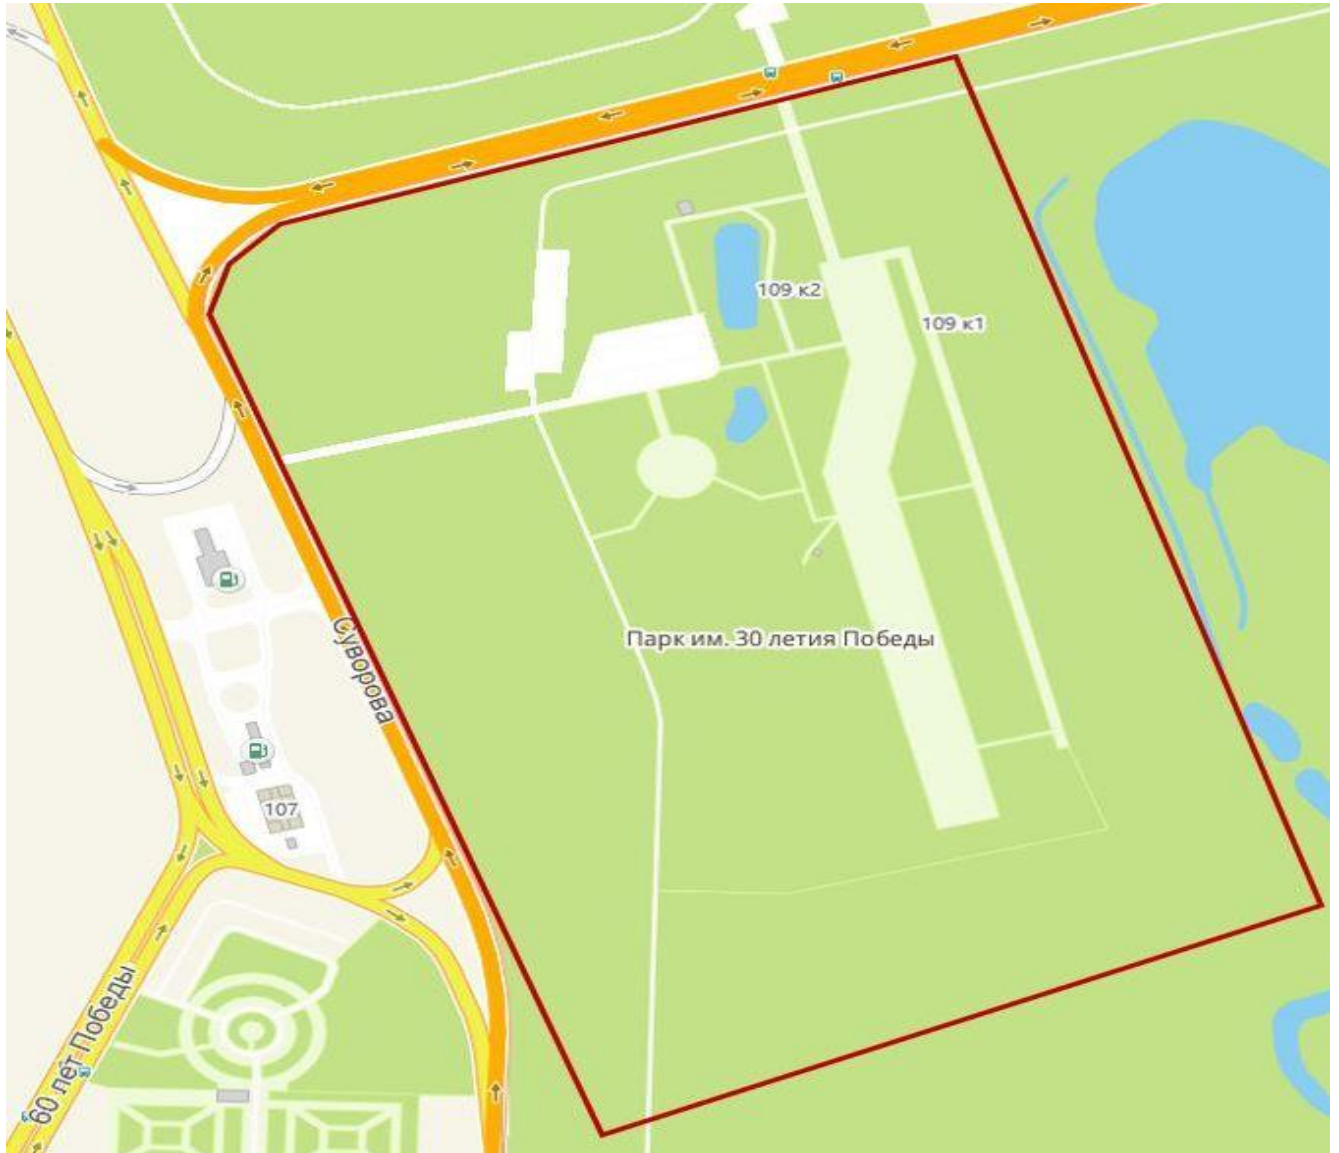 109 к2
109 к1
Суворова
Парк им. 30 летия Победы
107
60 лет Победы